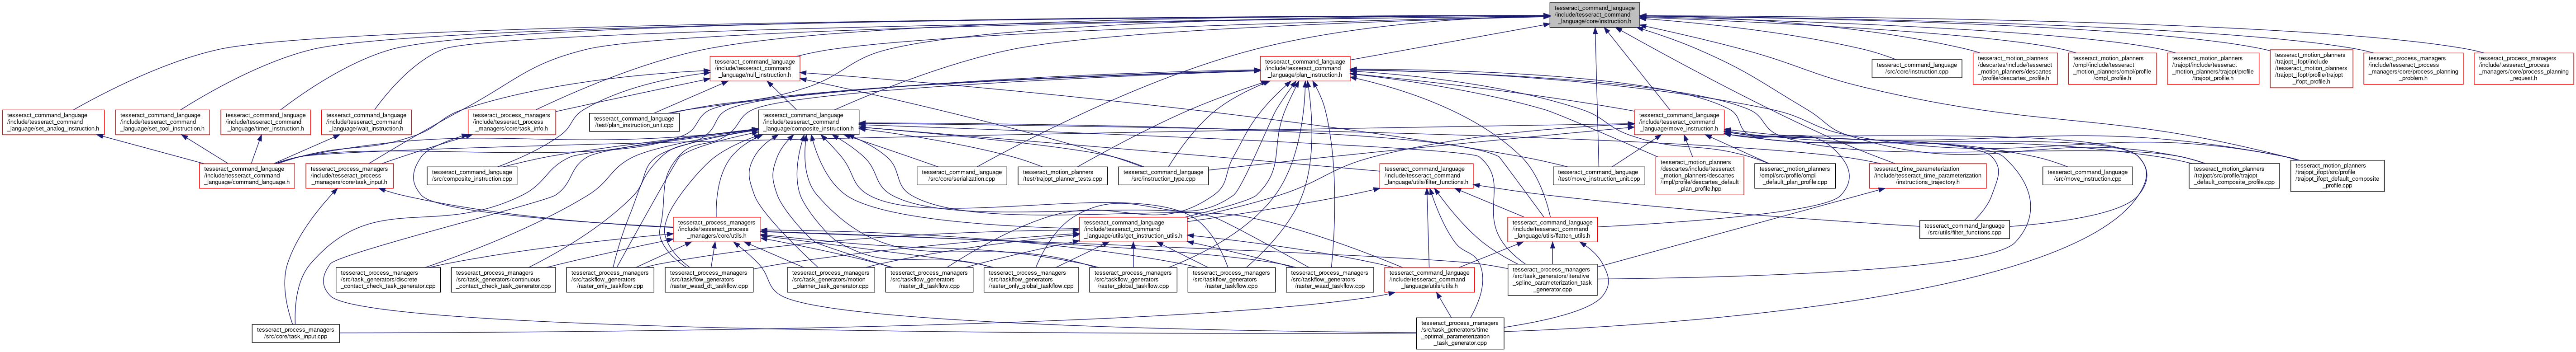 tesseract_command_language
/include/tesseract_command
_language/core/instruction.h
tesseract_command_language
/include/tesseract_command
_language/null_instruction.h
tesseract_command_language
/include/tesseract_command
_language/plan_instruction.h
tesseract_command_language
/src/core/instruction.cpp
tesseract_motion_planners
/descartes/include/tesseract
_motion_planners/descartes
/profile/descartes_profile.h
tesseract_motion_planners
/ompl/include/tesseract
_motion_planners/ompl/profile
/ompl_profile.h
tesseract_motion_planners
/trajopt/include/tesseract
_motion_planners/trajopt/profile
/trajopt_profile.h
tesseract_motion_planners
/trajopt_ifopt/include
/tesseract_motion_planners
/trajopt_ifopt/profile/trajopt
_ifopt_profile.h
tesseract_process_managers
/include/tesseract_process
_managers/core/process_planning
_problem.h
tesseract_process_managers
/include/tesseract_process
_managers/core/process_planning
_request.h
tesseract_command_language
/include/tesseract_command
_language/set_analog_instruction.h
tesseract_command_language
/include/tesseract_command
_language/set_tool_instruction.h
tesseract_command_language
/include/tesseract_command
_language/timer_instruction.h
tesseract_command_language
/include/tesseract_command
_language/wait_instruction.h
tesseract_process_managers
/include/tesseract_process
_managers/core/task_info.h
tesseract_command_language
/test/plan_instruction_unit.cpp
tesseract_command_language
/include/tesseract_command
_language/composite_instruction.h
tesseract_command_language
/include/tesseract_command
_language/move_instruction.h
tesseract_command_language
/include/tesseract_command
_language/command_language.h
tesseract_process_managers
/include/tesseract_process
_managers/core/task_input.h
tesseract_command_language
/src/composite_instruction.cpp
tesseract_command_language
/src/core/serialization.cpp
tesseract_motion_planners
/test/trajopt_planner_tests.cpp
tesseract_command_language
/src/instruction_type.cpp
tesseract_command_language
/include/tesseract_command
_language/utils/filter_functions.h
tesseract_command_language
/test/move_instruction_unit.cpp
tesseract_motion_planners
/descartes/include/tesseract
_motion_planners/descartes
/impl/profile/descartes_default
_plan_profile.hpp
tesseract_motion_planners
/ompl/src/profile/ompl
_default_plan_profile.cpp
tesseract_time_parameterization
/include/tesseract_time_parameterization
/instructions_trajectory.h
tesseract_command_language
/src/move_instruction.cpp
tesseract_motion_planners
/trajopt/src/profile/trajopt
_default_composite_profile.cpp
tesseract_motion_planners
/trajopt_ifopt/src/profile
/trajopt_ifopt_default_composite
_profile.cpp
tesseract_process_managers
/include/tesseract_process
_managers/core/utils.h
tesseract_command_language
/include/tesseract_command
_language/utils/get_instruction_utils.h
tesseract_command_language
/include/tesseract_command
_language/utils/flatten_utils.h
tesseract_command_language
/src/utils/filter_functions.cpp
tesseract_process_managers
/src/task_generators/discrete
_contact_check_task_generator.cpp
tesseract_process_managers
/src/task_generators/continuous
_contact_check_task_generator.cpp
tesseract_process_managers
/src/taskflow_generators
/raster_only_taskflow.cpp
tesseract_process_managers
/src/taskflow_generators
/raster_waad_dt_taskflow.cpp
tesseract_process_managers
/src/task_generators/motion
_planner_task_generator.cpp
tesseract_process_managers
/src/taskflow_generators
/raster_dt_taskflow.cpp
tesseract_process_managers
/src/taskflow_generators
/raster_only_global_taskflow.cpp
tesseract_process_managers
/src/taskflow_generators
/raster_global_taskflow.cpp
tesseract_process_managers
/src/taskflow_generators
/raster_taskflow.cpp
tesseract_process_managers
/src/taskflow_generators
/raster_waad_taskflow.cpp
tesseract_command_language
/include/tesseract_command
_language/utils/utils.h
tesseract_process_managers
/src/task_generators/iterative
_spline_parameterization_task
_generator.cpp
tesseract_process_managers
/src/core/task_input.cpp
tesseract_process_managers
/src/task_generators/time
_optimal_parameterization
_task_generator.cpp